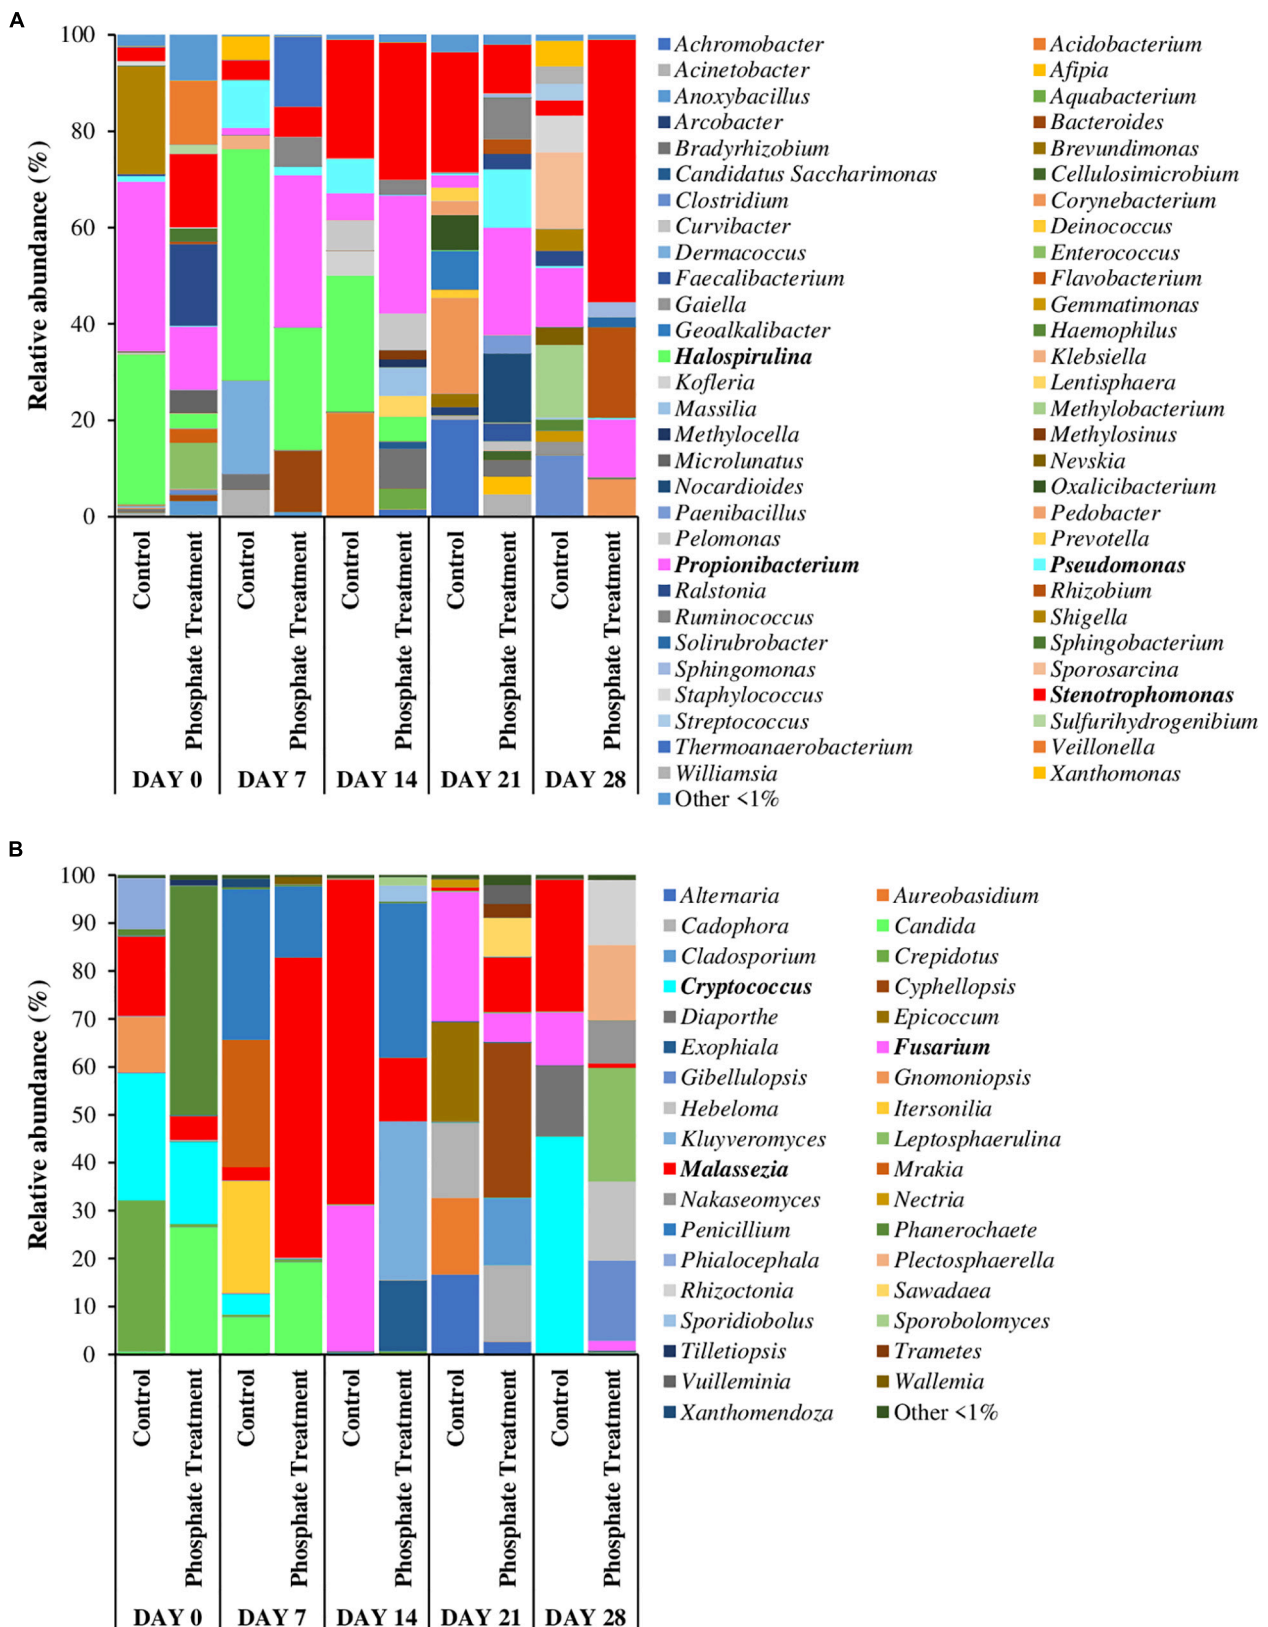 A
Relative abundance (%)
100
80
60
40
20
0
Control
Phosphate Treatment
Control
Phosphate Treatment
Control
Phosphate Treatment
Control
Phosphate Treatment
Control
Phosphate Treatment
DAY 0
DAY 7
DAY 14
DAY 21
DAY 28
Achromobacter
Acidobacterium
Acinetobacter
Afipia
Anoxybacillus
Aquabacterium
Arcobacter
Bacteroides
Bradyrhizobium
Brevundimonas
Candidatus Saccharimonas
Cellulosimicrobium
Clostridium
Corynebacterium
Curvibacter
Deinococcus
Dermacoccus
Enterococcus
Faecalibacterium
Flavobacterium
Gaiella
Gemmatimonas
Geoalkalibacter
Haemophilus
Halospirulina
Klebsiella
Kofleria
Lentisphaera
Massilia
Methylobacterium
Methylocella
Methylosinus
Microlunatus
Nevskia
Nocardioides
Oxalicibacterium
Paenibacillus
Pedobacter
Pelomonas
Prevotella
Propionibacterium
Pseudomonas
Ralstonia
Rhizobium
Ruminococcus
Shigella
Solirubrobacter
Sphingobacterium
Sphingomonas
Sporosarcina
Staphylococcus
Stenotrophomonas
Streptococcus
Sulfurihydrogenibium
Thermoanaerobacterium
Veillonella
Williamsia
Xanthomonas
Other <1%
B
Relative abundance (%)
100
90
80
70
60
50
40
30
20
10
0
Control
Phosphate Treatment
Control
Phosphate Treatment
Control
Phosphate Treatment
Control
Phosphate Treatment
Control
Phosphate Treatment
DAY 0
DAY 7
DAY 14
DAY 21
DAY 28
Alternaria
Aureobasidium
Cadophora
Candida
Cladosporium
Crepidotus
Cryptococcus
Cyphellopsis
Diaporthe
Epicoccum
Exophiala
Fusarium
Gibellulopsis
Gnomoniopsis
Hebeloma
Itersonilia
Kluyveromyces
Leptosphaerulina
Malassezia
Mrakia
Nakaseomyces
Nectria
Penicillium
Phanerochaete
Phialocephala
Plectosphaerella
Rhizoctonia
Sawadaea
Sporidiobolus
Sporobolomyces
Tilletiopsis
Trametes
Vuilleminia
Wallemia
Xanthomendoza
Other <1%